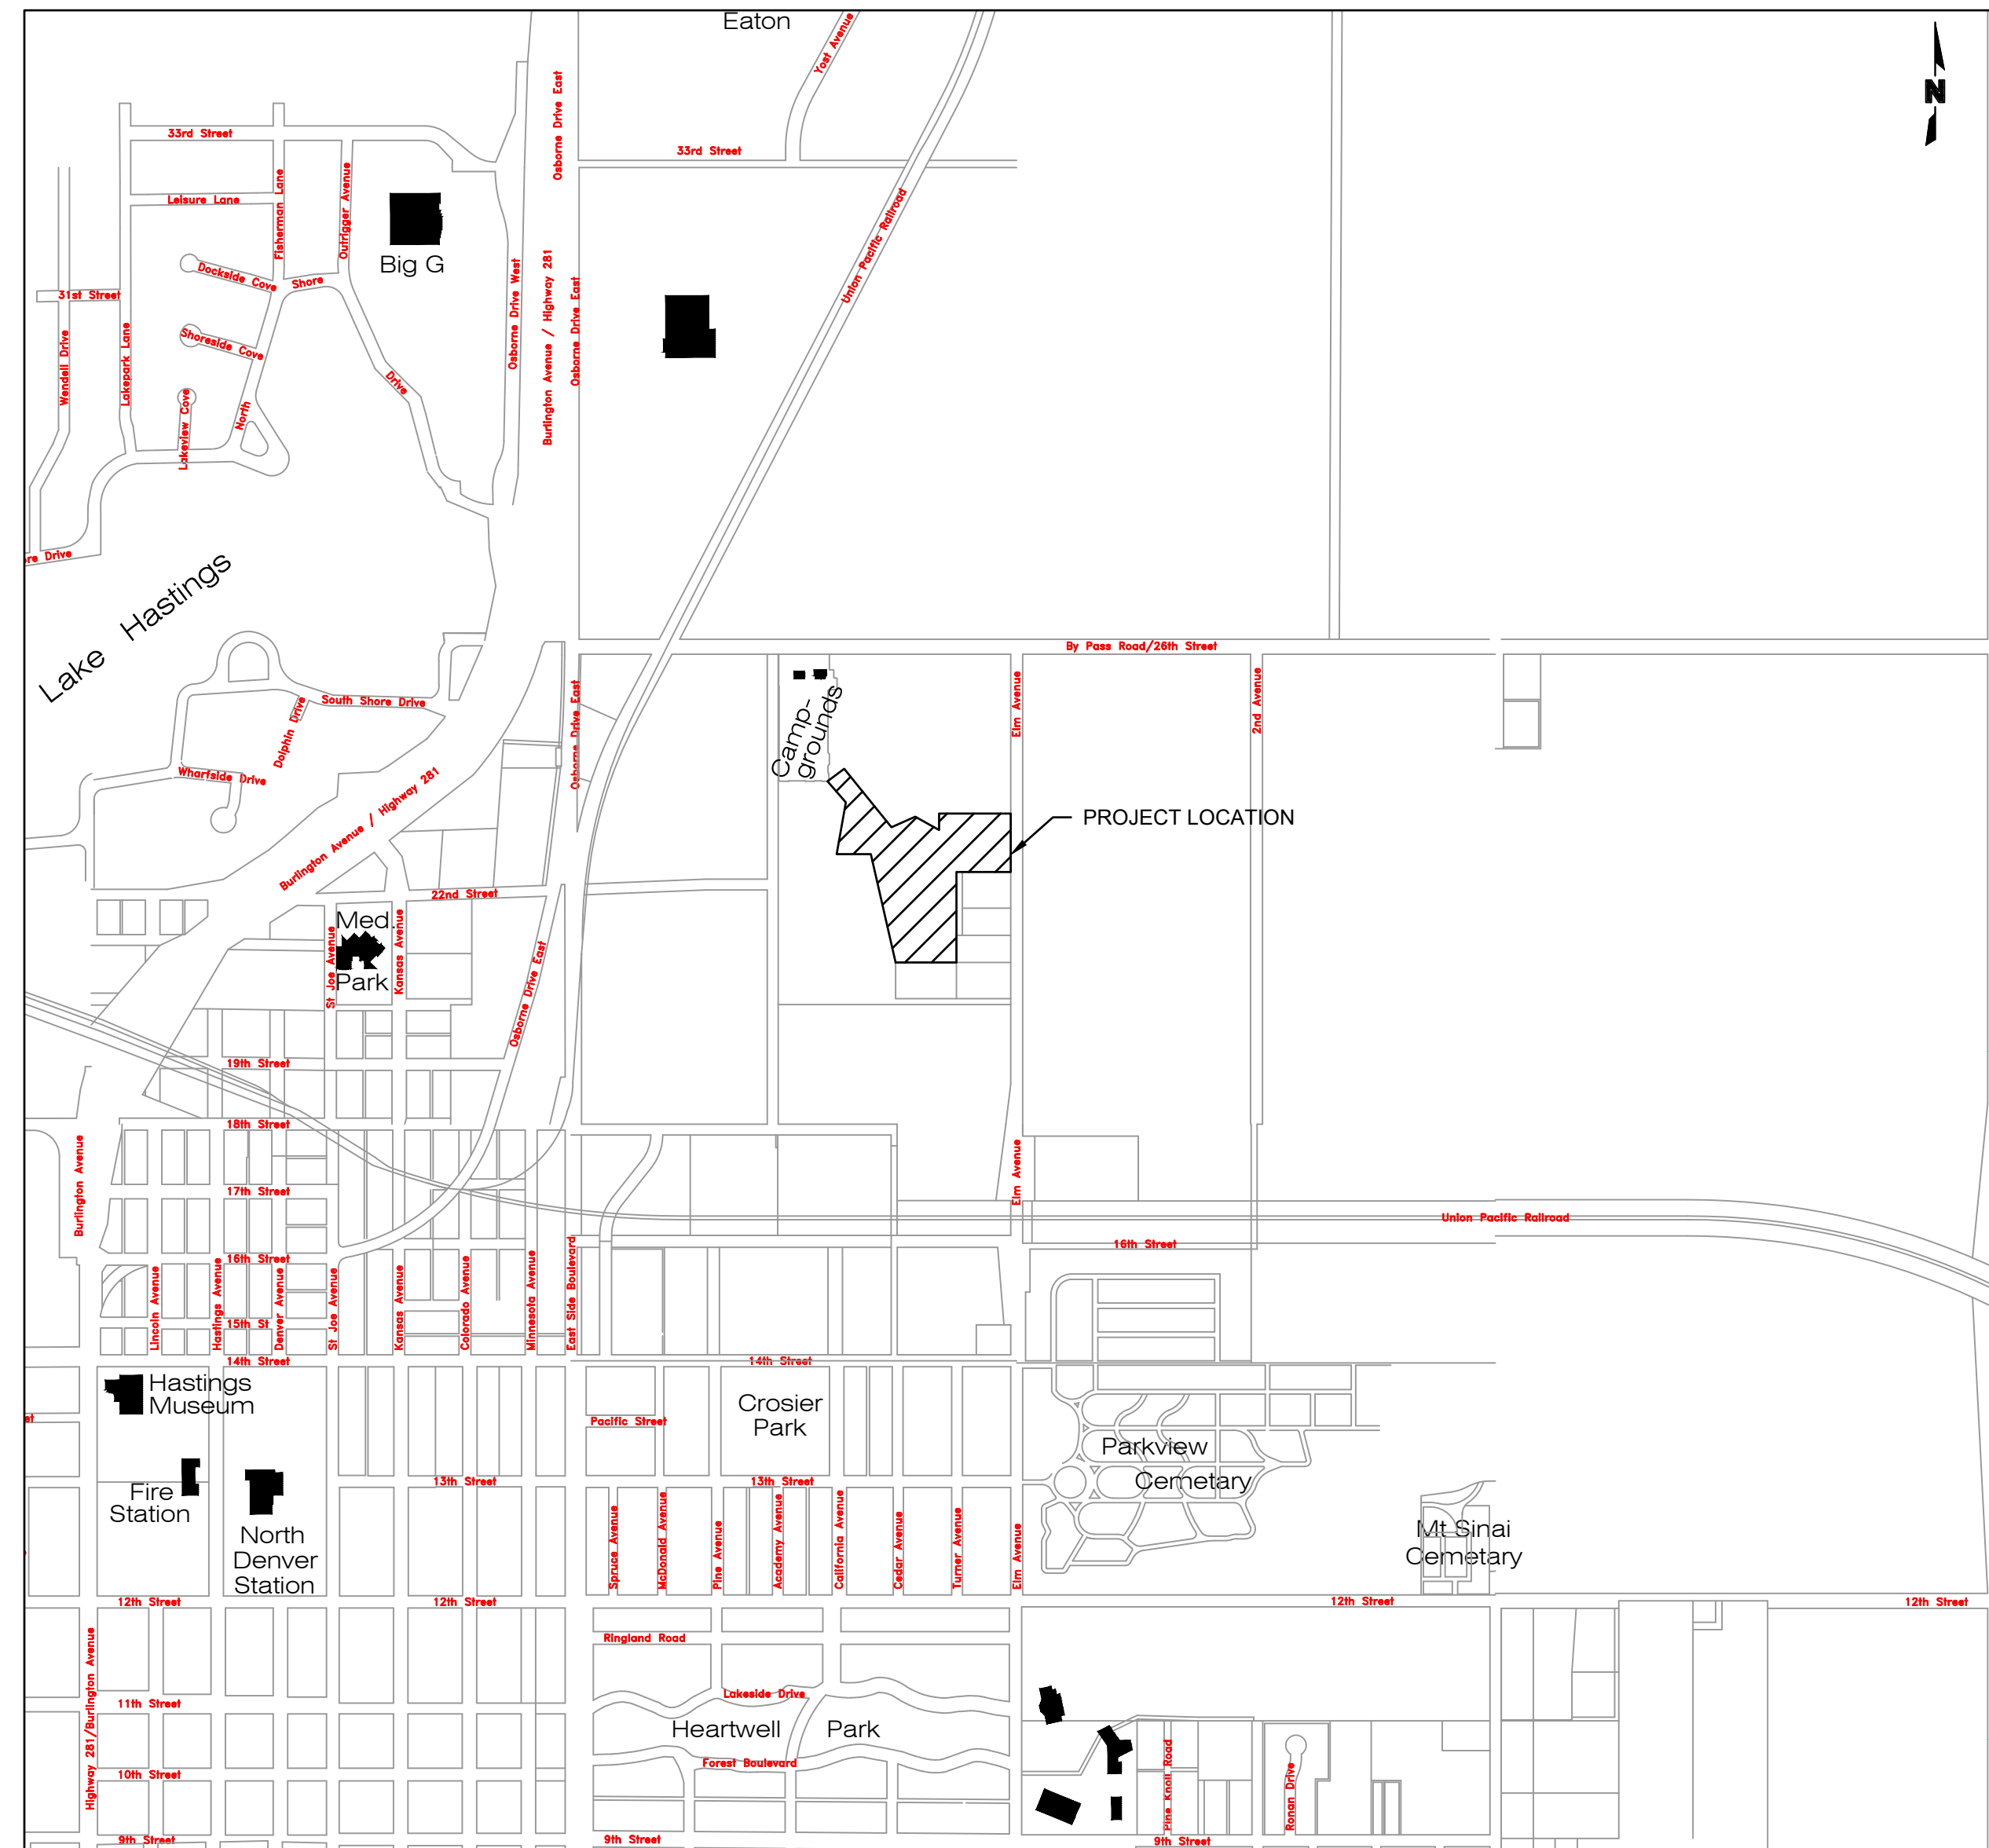 Eaton
Yost Avenue
N
Osborne Drive East
33rd Street
33rd Street
Union Pacific Railroad
Leisure Lane
Fisherman Lane
Outrigger Avenue
Big G
Dockside Cove
Shore
31st Street
Shoreside Cove
Wendell Drive
Lakepark Lane
Lakeview Cove
North
Drive
Osborne Drive West
Burlington Avenue / Highway 281
Osborne Drive East
re Drive
Lake Hastings
By Pass Road/26th Street
South Shore Drive
Dolphin Drive
Wharfside Drive
Osborne Drive East
Camp-
grounds
Elm Avenue
2nd Avenue
PROJECT LOCATION
Burlington Avenue / Highway 281
22nd Street
Med.
Park
St Joe Avenue
Kansas Avenue
Osborne Drive East
19th Street
18th Street
Burlington Avenue
17th Street
Elm Avenue
Union Pacific Railroad
16th Street
16th Street
Lincoln Avenue
Hastings Avenue
Denver Avenue
St Joe Avenue
Kansas Avenue
Colorado Avenue
Minnesota Avenue
East Side Boulevard
15th St
14th Street
14th Street
Hastings
Museum
et
Pacific Street
Crosier
Park
Parkview
Cemetary
13th Street
13th Street
Fire
Station
North
Denver
Station
Spruce Avenue
McDonald Avenue
Pine Avenue
Academy Avenue
California Avenue
Cedar Avenue
Turner Avenue
Elm Avenue
Mt Sinai
Cemetary
12th Street
12th Street
12th Street
12th Street
Highway 281/Burlington Avenue
Ringland Road
Lakeside Drive
11th Street
Heartwell Park
Forest Boulevard
10th Street
Pine Knoll Road
Ronan Drive
9th Street
9th Street
9th Street